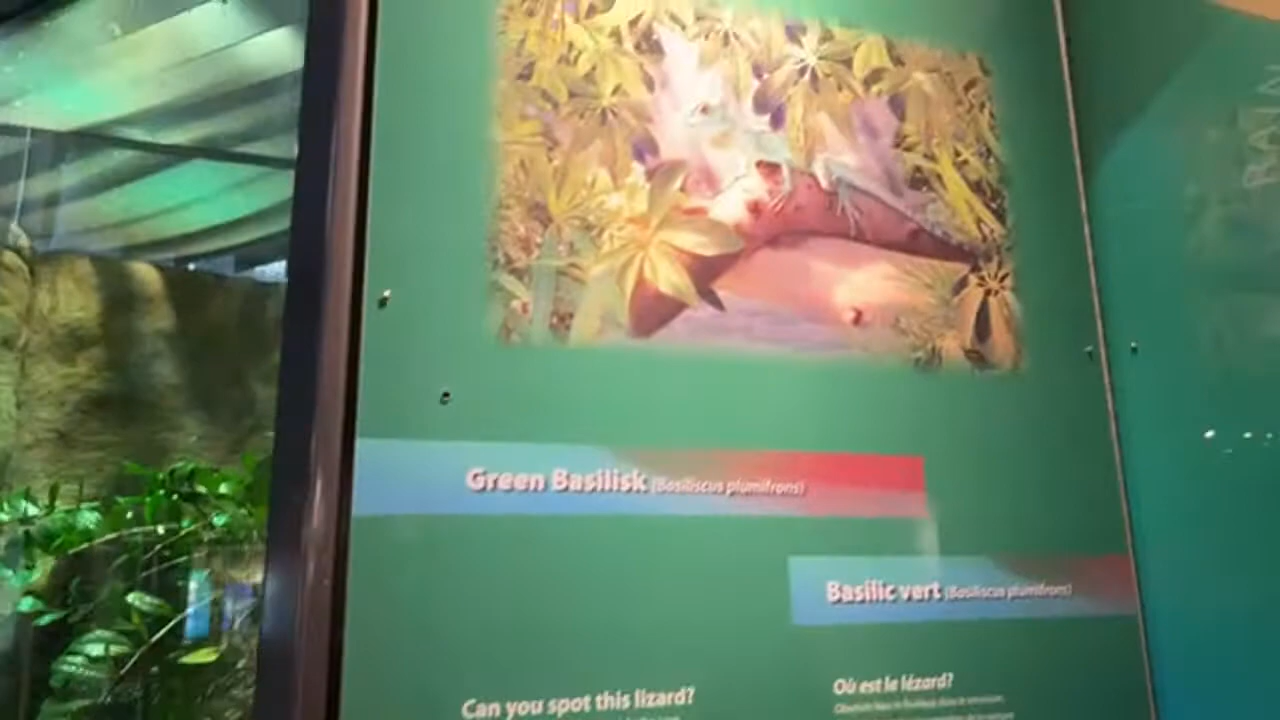 Green Basilisk (Basiliscus plumifrons)
Basilic vert (Basiliscus plumifrons)
Can you spot this lizard?
Où est le lézard?